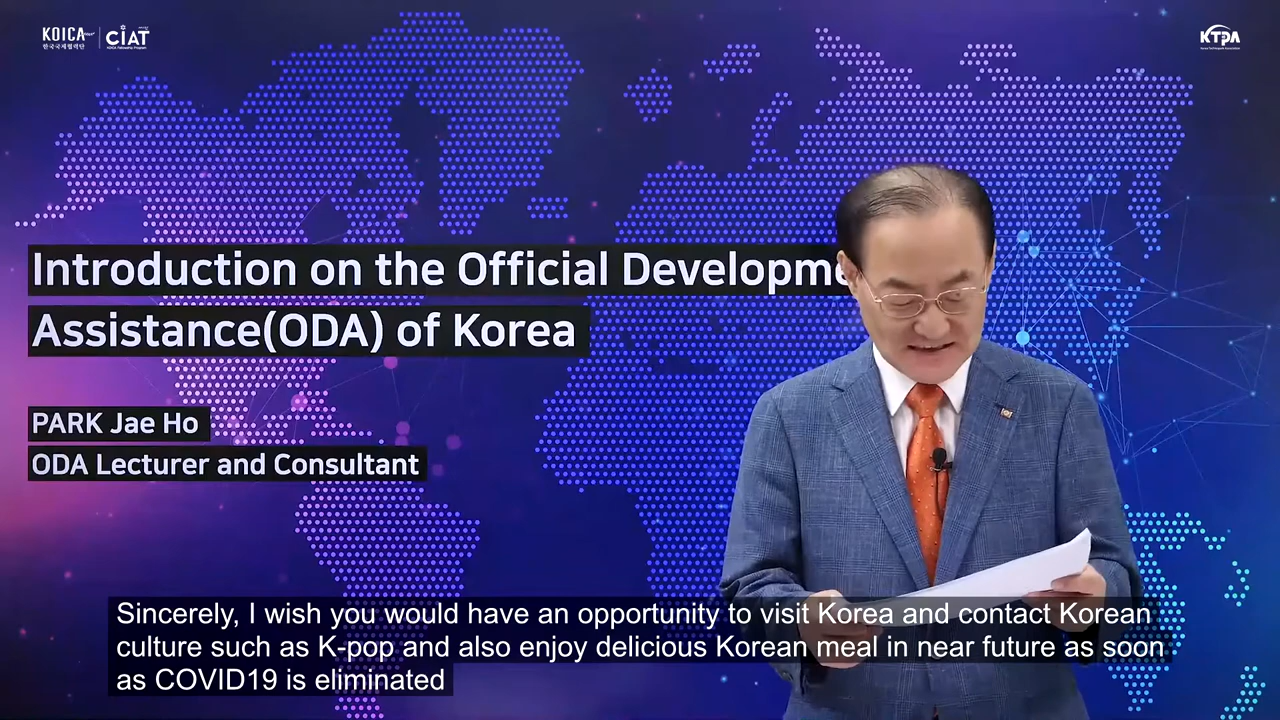 KOICA
한국국제협력단
CIAT
KOICA Fellowship Program
KTPA
Korea Technopark Association
Introduction on the Official Developme
Assistance(ODA) of Korea
PARK Jae Ho
ODA Lecturer and Consultant
Sincerely, I wish you would have an opportunity to visit Korea and contact Korean
culture such as K-pop and also enjoy delicious Korean meal in near future as soon
as COVID19 is eliminated